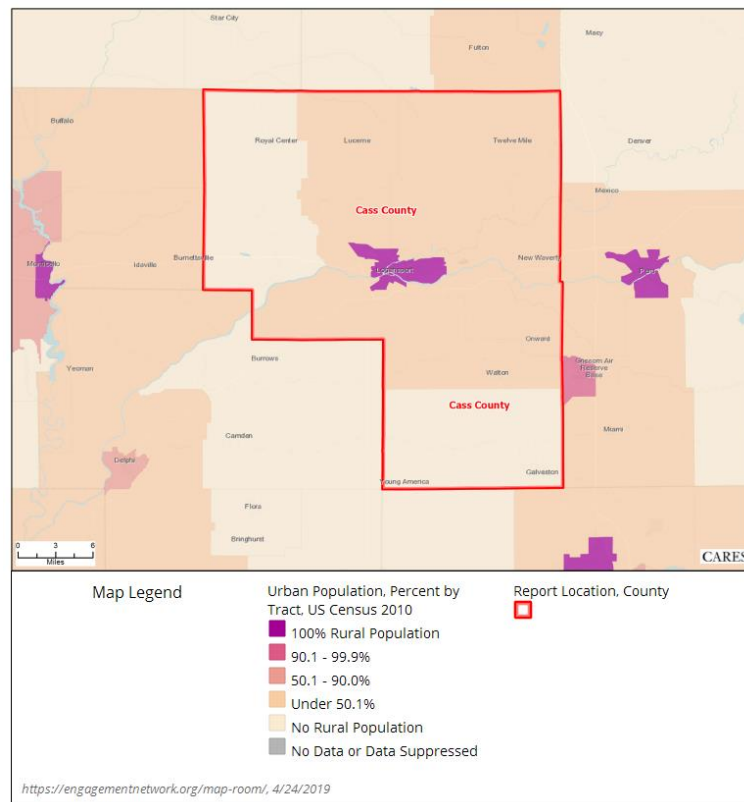 Star City
Macy
Fulton
Buffalo
Royal Center
Lucerne
Twelve Mile
Denver
Mexico
Cass County
Monticello
Idaville
Burnettsville
Logansport
New Waverly
Peru
Onward
Grissom Air
Reserve
Base
Yeoman
Burrows
Walton
Cass County
Camden
Miami
Delphi
Young America
Galveston
Flora
Bringhurst
0 3 6
Miles
CARES
Map Legend
Urban Population, Percent by
Tract, US Census 2010
100% Rural Population
90.1 - 99.9%
50.1 - 90.0%
Under 50.1%
No Rural Population
No Data or Data Suppressed
Report Location, County
https://engagementnetwork.org/map-room/, 4/24/2019